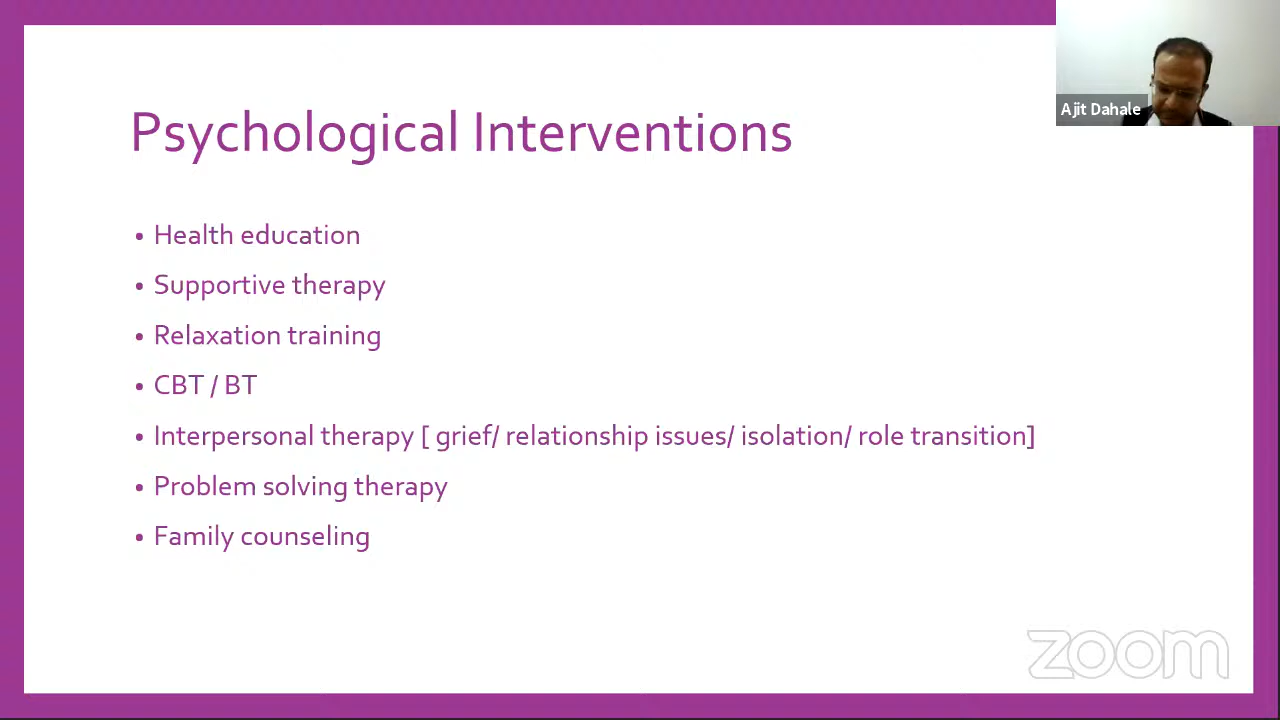 Ajit Dahale
Psychological Interventions
• Health education
• Supportive therapy
• Relaxation training
• CBT / BT
• Interpersonal therapy [ grief/ relationship issues/ isolation/ role transition]
• Problem solving therapy
• Family counseling
zoom